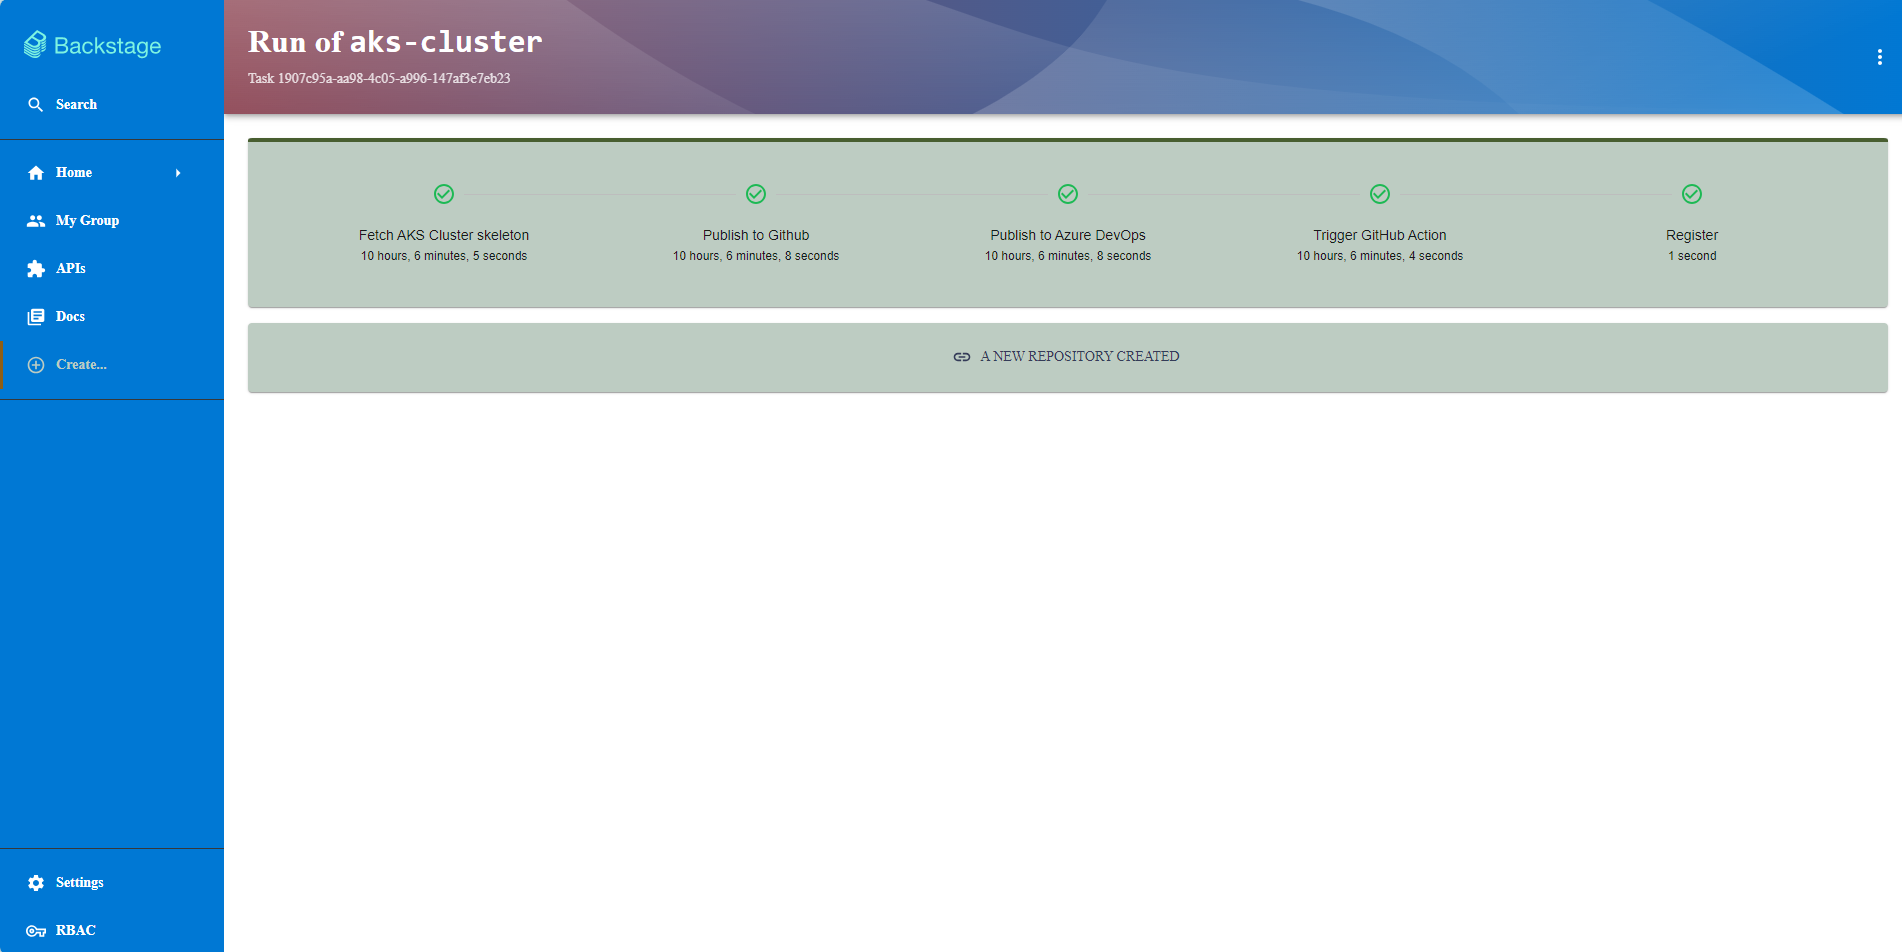 Backstage
Search
Home
My Group
APIs
Docs
Create...
Settings
RBAC
Run of aks-cluster
Task 1907c95a-aa98-4c05-a996-147af3e7eb23
Fetch AKS Cluster skeleton
10 hours, 6 minutes, 5 seconds
Publish to Github
10 hours, 6 minutes, 8 seconds
Publish to Azure DevOps
10 hours, 6 minutes, 8 seconds
Trigger GitHub Action
10 hours, 6 minutes, 4 seconds
Register
1 second
A NEW REPOSITORY CREATED